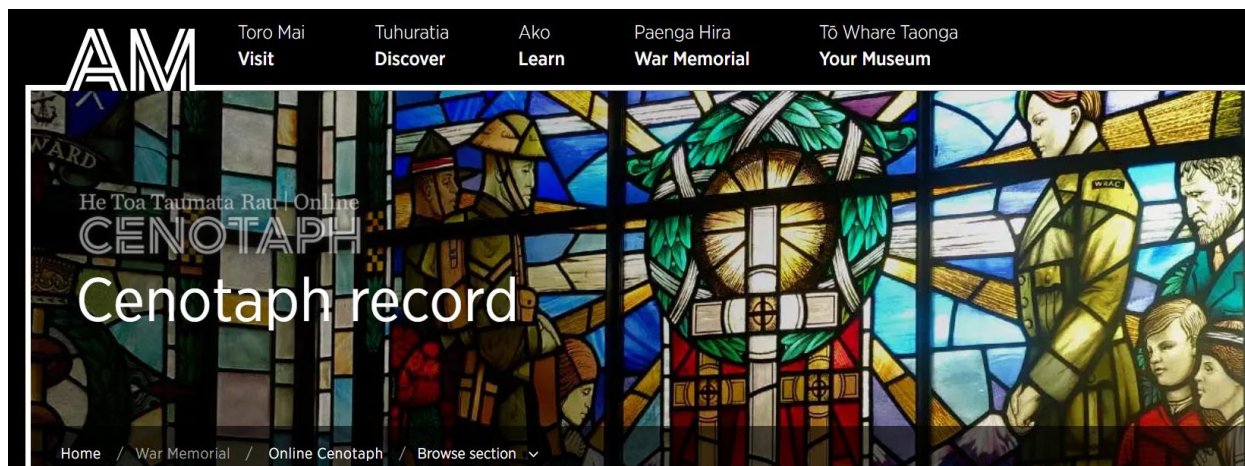 AM
Toro Mai
Visit
Tuhuratia
Discover
Ako
Learn
Paenga Hira
War Memorial
Tō Whare Taonga
Your Museum
WARD
WRAC
He Toa Taumata Rau | Online
CENOTAPH
Cenotaph record
Home / War Memorial / Online Cenotaph / Browse section